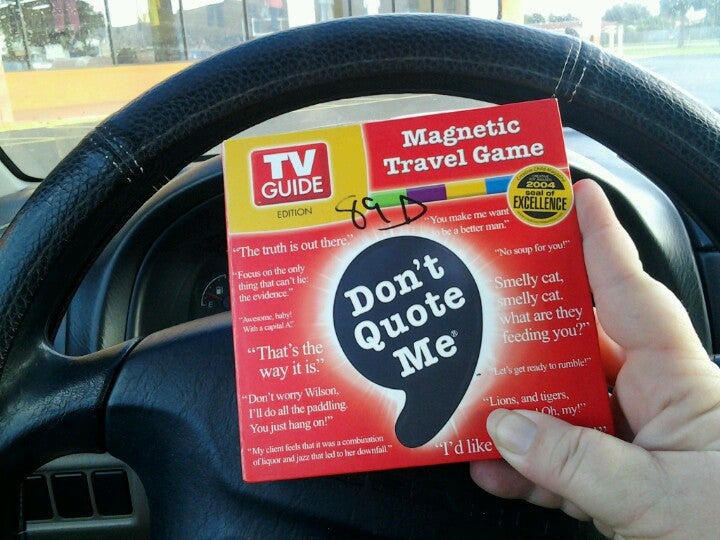 TV
GUIDE
EDITION
Magnetic
Travel Game
2004
seal of
EXCELLENCE
89D
"The truth is out there."
"You make me want
to be a better man."
"No soup for you!"
"Focus on the only
thing that can't lie:
the evidence."
"Awesome, baby!
With a capital A."
"That's the
way it is."
"Don't worry Wilson,
I'll do all the paddling.
You just hang on!"
"My client feels that it was a combination
of liquor and jazz that led to her downfall."
Don't
Quote
Me®
Smelly cat,
smelly cat.
what are they
feeding you?"
"Let's get ready to rumble!"
"Lions, and tigers,
Oh, my!"
"I'd like